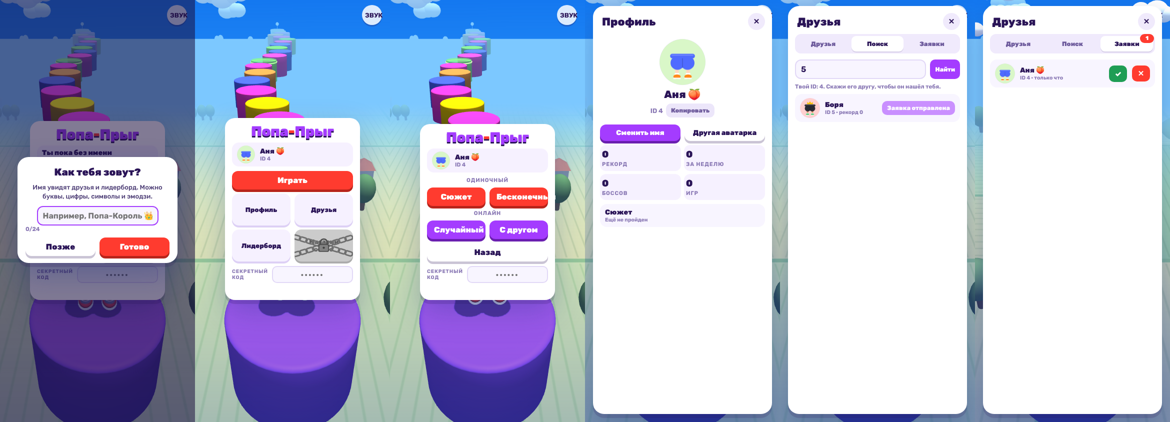 ЗВУК
Попа-Прыг
Ты пока без имени
Как тебя зовут?
Имя увидят друзья и лидерборд. Можно
буквы, цифры, символы и эмодзи.
Например, Попа-Король 👑
0/24
Позже
Готово
СЕКРЕТНЫЙ
КОД
••••••
ЗВУК
Попа-Прыг
Аня 🍑
ID 4
Играть
Профиль
Друзья
Лидерборд
СЕКРЕТНЫЙ
КОД
••••••
ЗВУК
Попа-Прыг
Аня 🍑
ID 4
ОДИНОЧНЫЙ
Сюжет
Бесконечны
ОНЛАЙН
Случайный
С другом
Назад
СЕКРЕТНЫЙ
КОД
••••••
Профиль
×
Аня 🍑
ID 4
Копировать
Сменить имя
Другая аватарка
0
РЕКОРД
0
ЗА НЕДЕЛЮ
0
БОССОВ
0
ИГР
Сюжет
Ещё не пройден
Друзья
×
Друзья
Поиск
Заявки
5
Найти
Твой ID: 4. Скажи его другу, чтобы он нашёл тебя.
Боря
ID 5 · рекорд 0
Заявка отправлена
Друзья
×
Друзья
Поиск
Заявки
1
Аня 🍑
ID 4 · только что